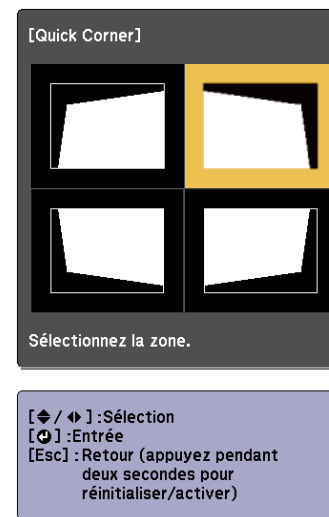 [Quick Corner]
Sélectionnez la zone.
[ / ] :Sélection
[ ] :Entrée
[Esc] : Retour (appuyez pendant
deux secondes pour
réinitialiser/activer)